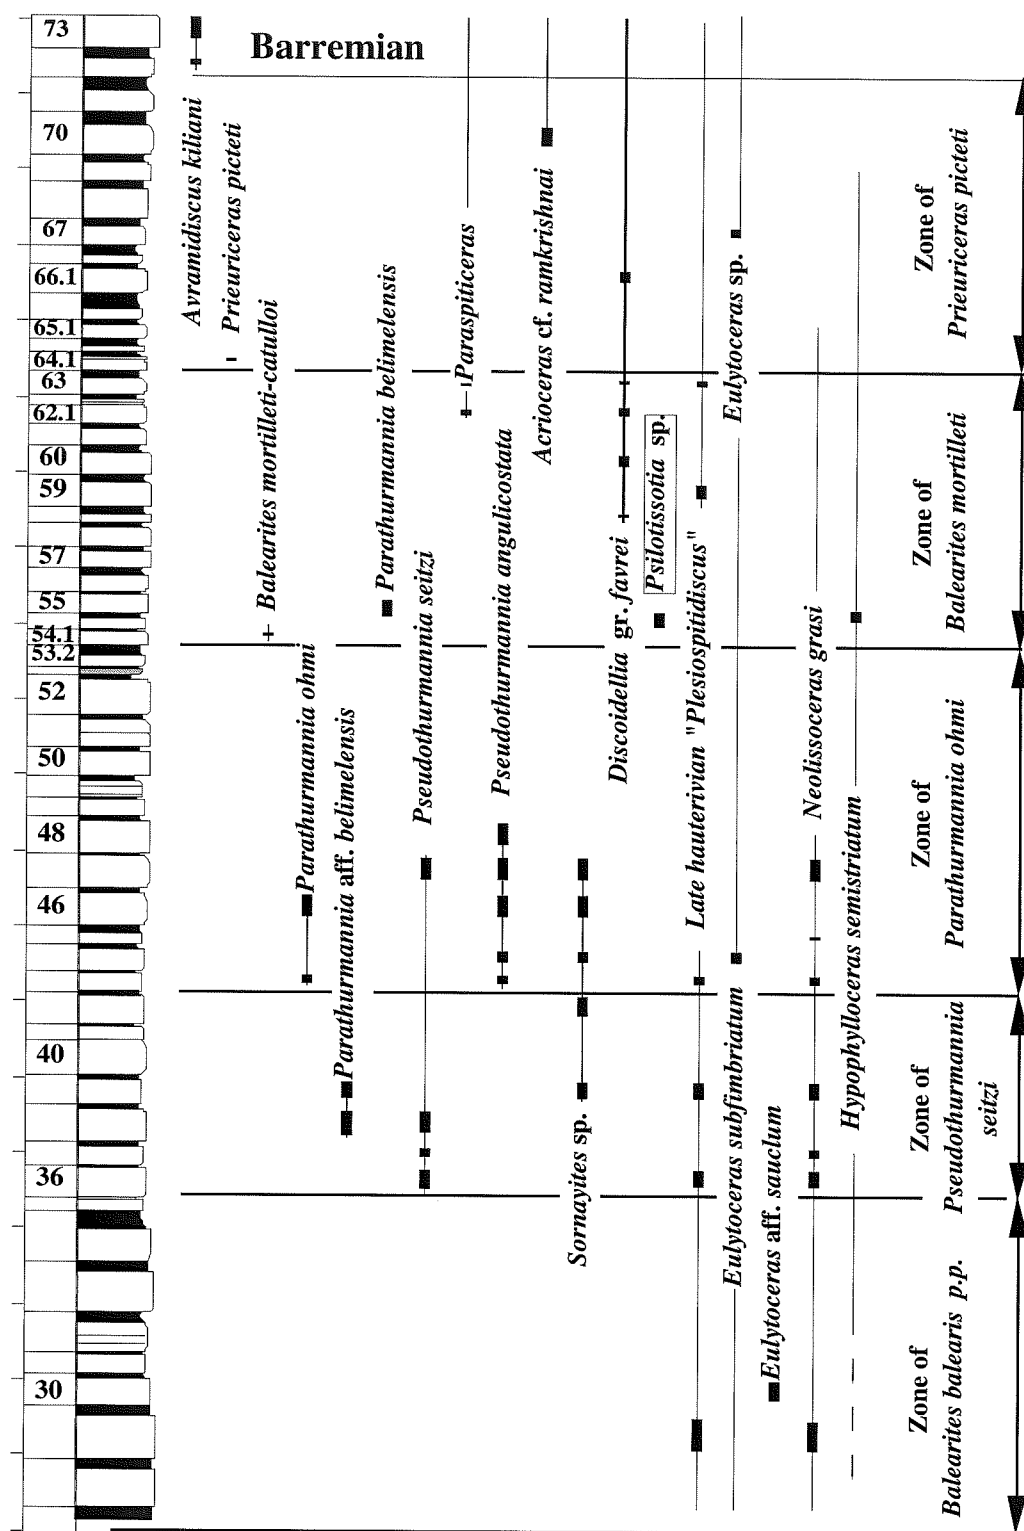 73
70
67
66.1
65.1
64.1
63
62.1
60
59
57
55
54.1
53.2
52
50
48
46
40
36
30
Barremian
Avramidiscus kiliani
Prieuriceras picteti
Balearites mortilleti-catulloi
Parathurmannia ohmi
Parathurmannia aff. belimelensis
Parathurmannia belimelensis
Pseudothurmannia seitzi
Paraspiticeras
Pseudothurmannia angulicostata
Acrioceras cf. ramkrishnai
Sornayites sp.
Discoidellia gr. favrei
Psilotissotia sp.
Late hauterivian "Plesiospitidiscus"
Eulytoceras sp.
Eulytoceras subfimbriatum
Eulytoceras aff. sauclum
Neolissoceras grasi
Hypophylloceras semistriatum
Zone of
Prieuriceras picteti
Zone of
Balearites mortilleti
Zone of
Parathurmannia ohmi
Zone of
Pseudothurmannia
seitzi
Zone of
Balearites balearis p.p.